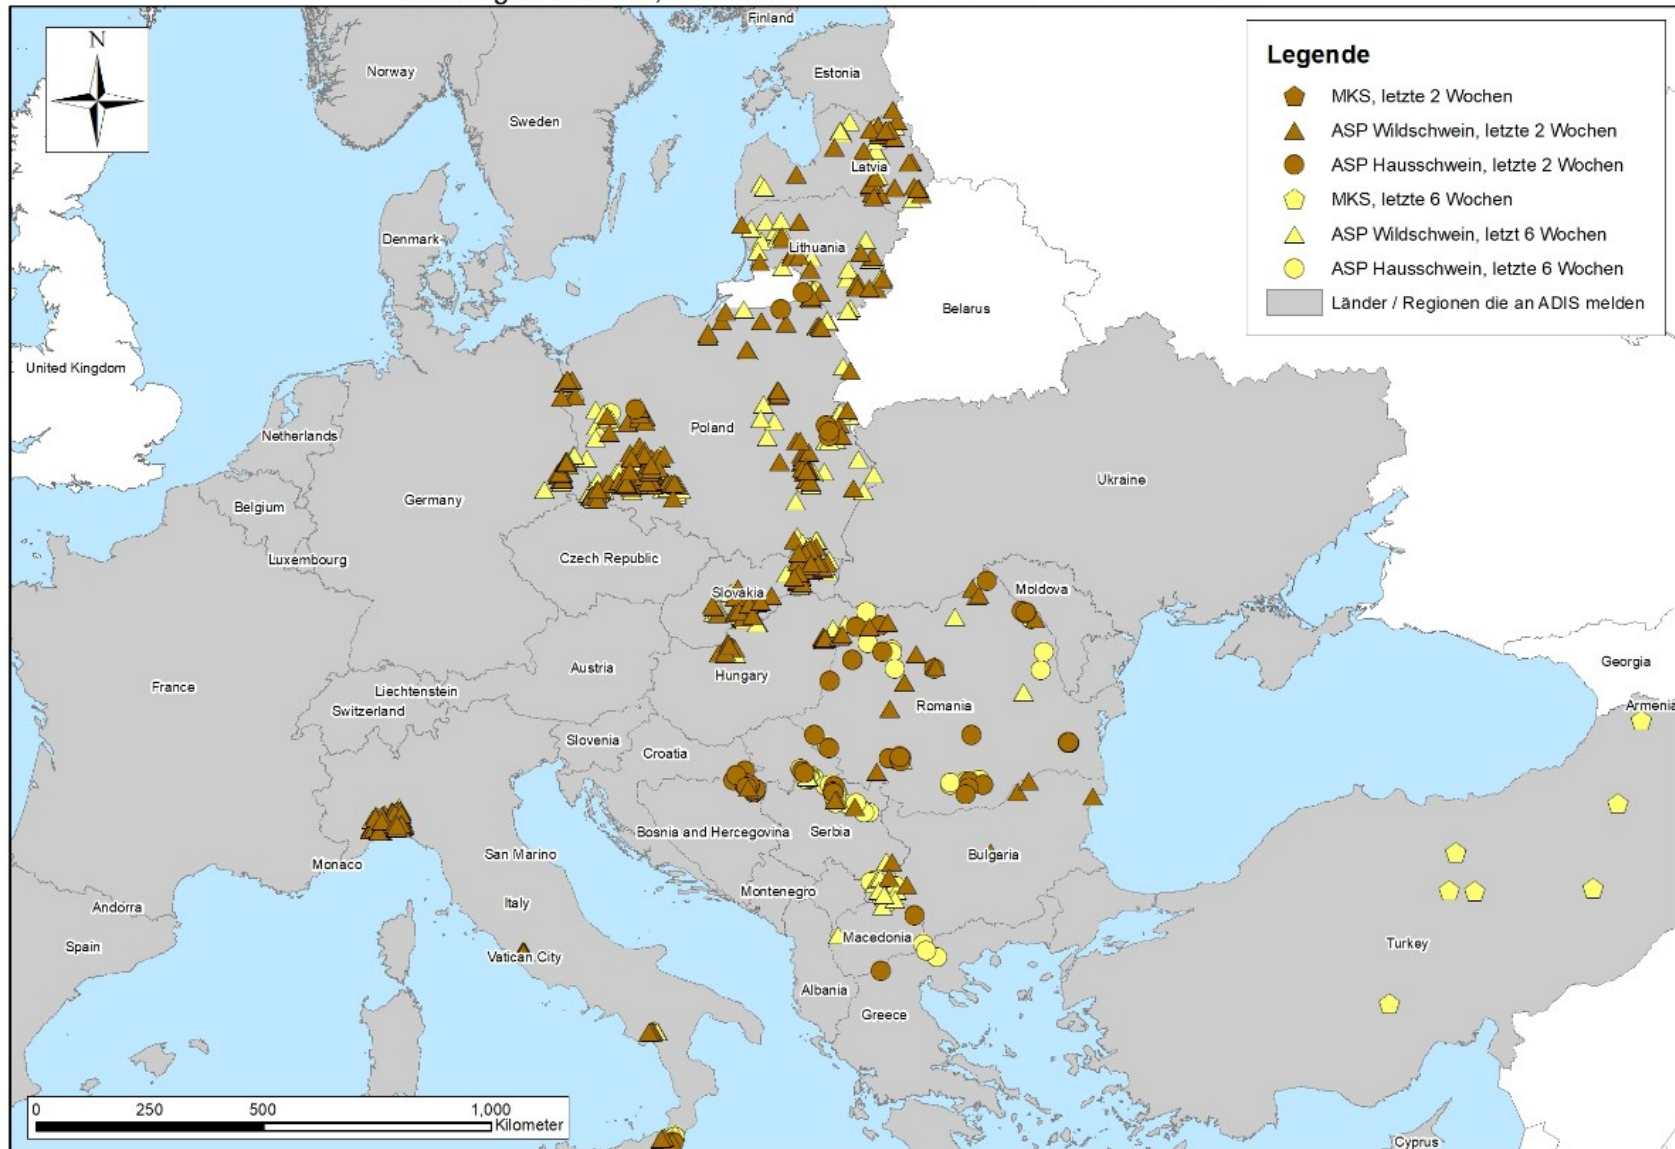 N
Legende
MKS, letzte 2 Wochen
ASP Wildschwein, letzte 2 Wochen
ASP Hausschwein, letzte 2 Wochen
MKS, letzte 6 Wochen
ASP Wildschwein, letzt 6 Wochen
ASP Hausschwein, letzte 6 Wochen
Länder / Regionen die an ADIS melden
Finland
Norway
Estonia
Sweden
Latvia
Denmark
Lithuania
Belarus
United Kingdom
Netherlands
Poland
Ukraine
Germany
Belgium
Czech Republic
Luxembourg
Slovakia
Moldova
Austria
Hungary
Georgia
France
Liechtenstein
Switzerland
Romania
Armenia
Slovenia
Croatia
Bosnia and Hercegovina
Serbia
San Marino
Bulgaria
Monaco
Montenegro
Andorra
Italy
Spain
Macedonia
Turkey
Vatican City
Albania
Greece
0 250 500 1,000
Kilometer
Cyprus